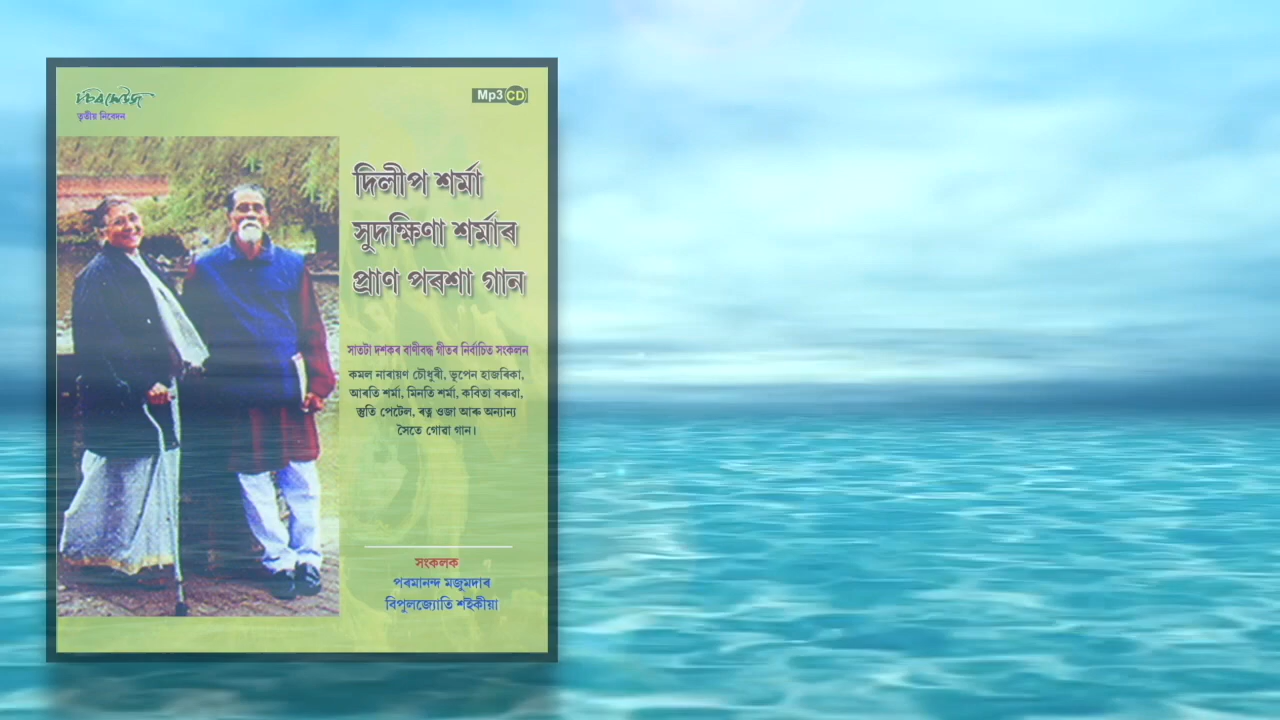 তৃতীয় নিবেদন
Mp3 CD
দিলীপ শৰ্মা
সুদক্ষিণা শৰ্মাৰ
প্ৰাণ পৰশা গান
সাতটা দশকৰ বাণীবদ্ধ গীতৰ নিৰ্বাচিত সংকলন
কমল নাৰায়ণ চৌধুৰী, ভূপেন হাজৰিকা,
আৰতি শৰ্মা, মিনতি শৰ্মা, কবিতা বৰুৱা,
স্তুতি পেটেল, ৰত্ন ওজা আৰু অন্যান্য
সৈতে গোৱা গান।
সংকলক
পৰমানন্দ মজুমদাৰ
বিপুলজ্যোতি শইকীয়া